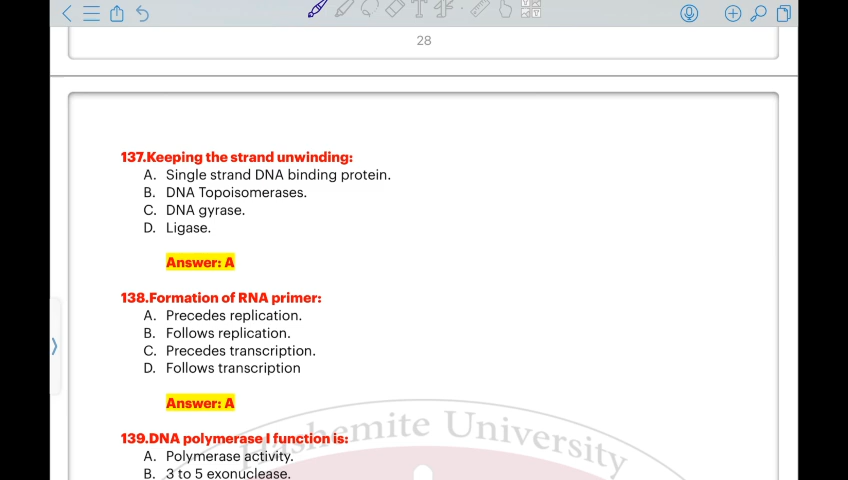 28
137.Keeping the strand unwinding:
A. Single strand DNA binding protein.
B. DNA Topoisomerases.
C. DNA gyrase.
D. Ligase.
Answer: A
138.Formation of RNA primer:
A. Precedes replication.
B. Follows replication.
C. Precedes transcription.
D. Follows transcription
Answer: A
Hashemite University
139.DNA polymerase I function is:
A. Polymerase activity.
B. 3 to 5 exonuclease.